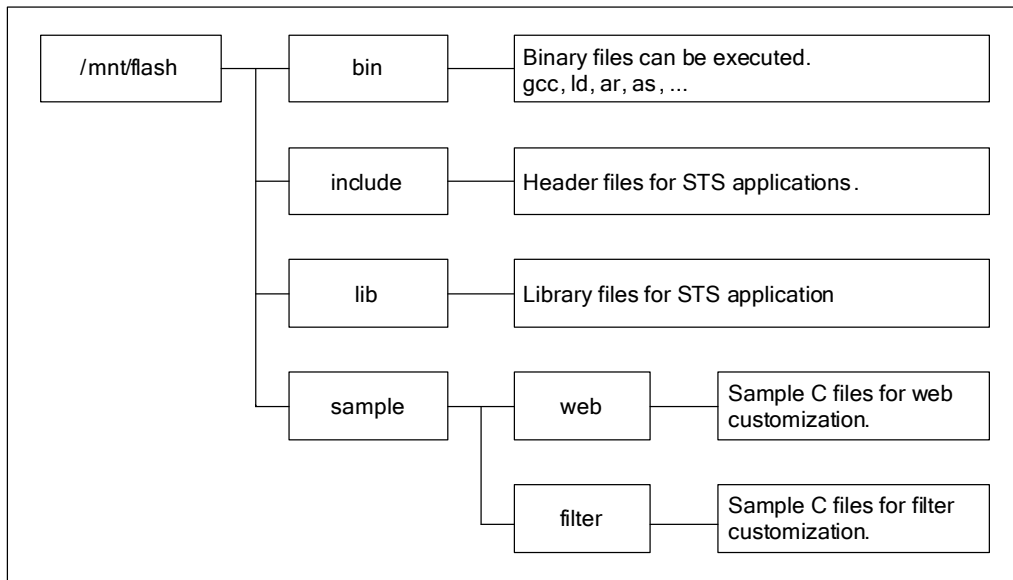 /mnt/flash
bin
Binary files can be executed.
gcc, ld, ar, as, ...
include
Header files for STS applications.
lib
Library files for STS application
sample
web
Sample C files for web
customization.
filter
Sample C files for filter
customization.